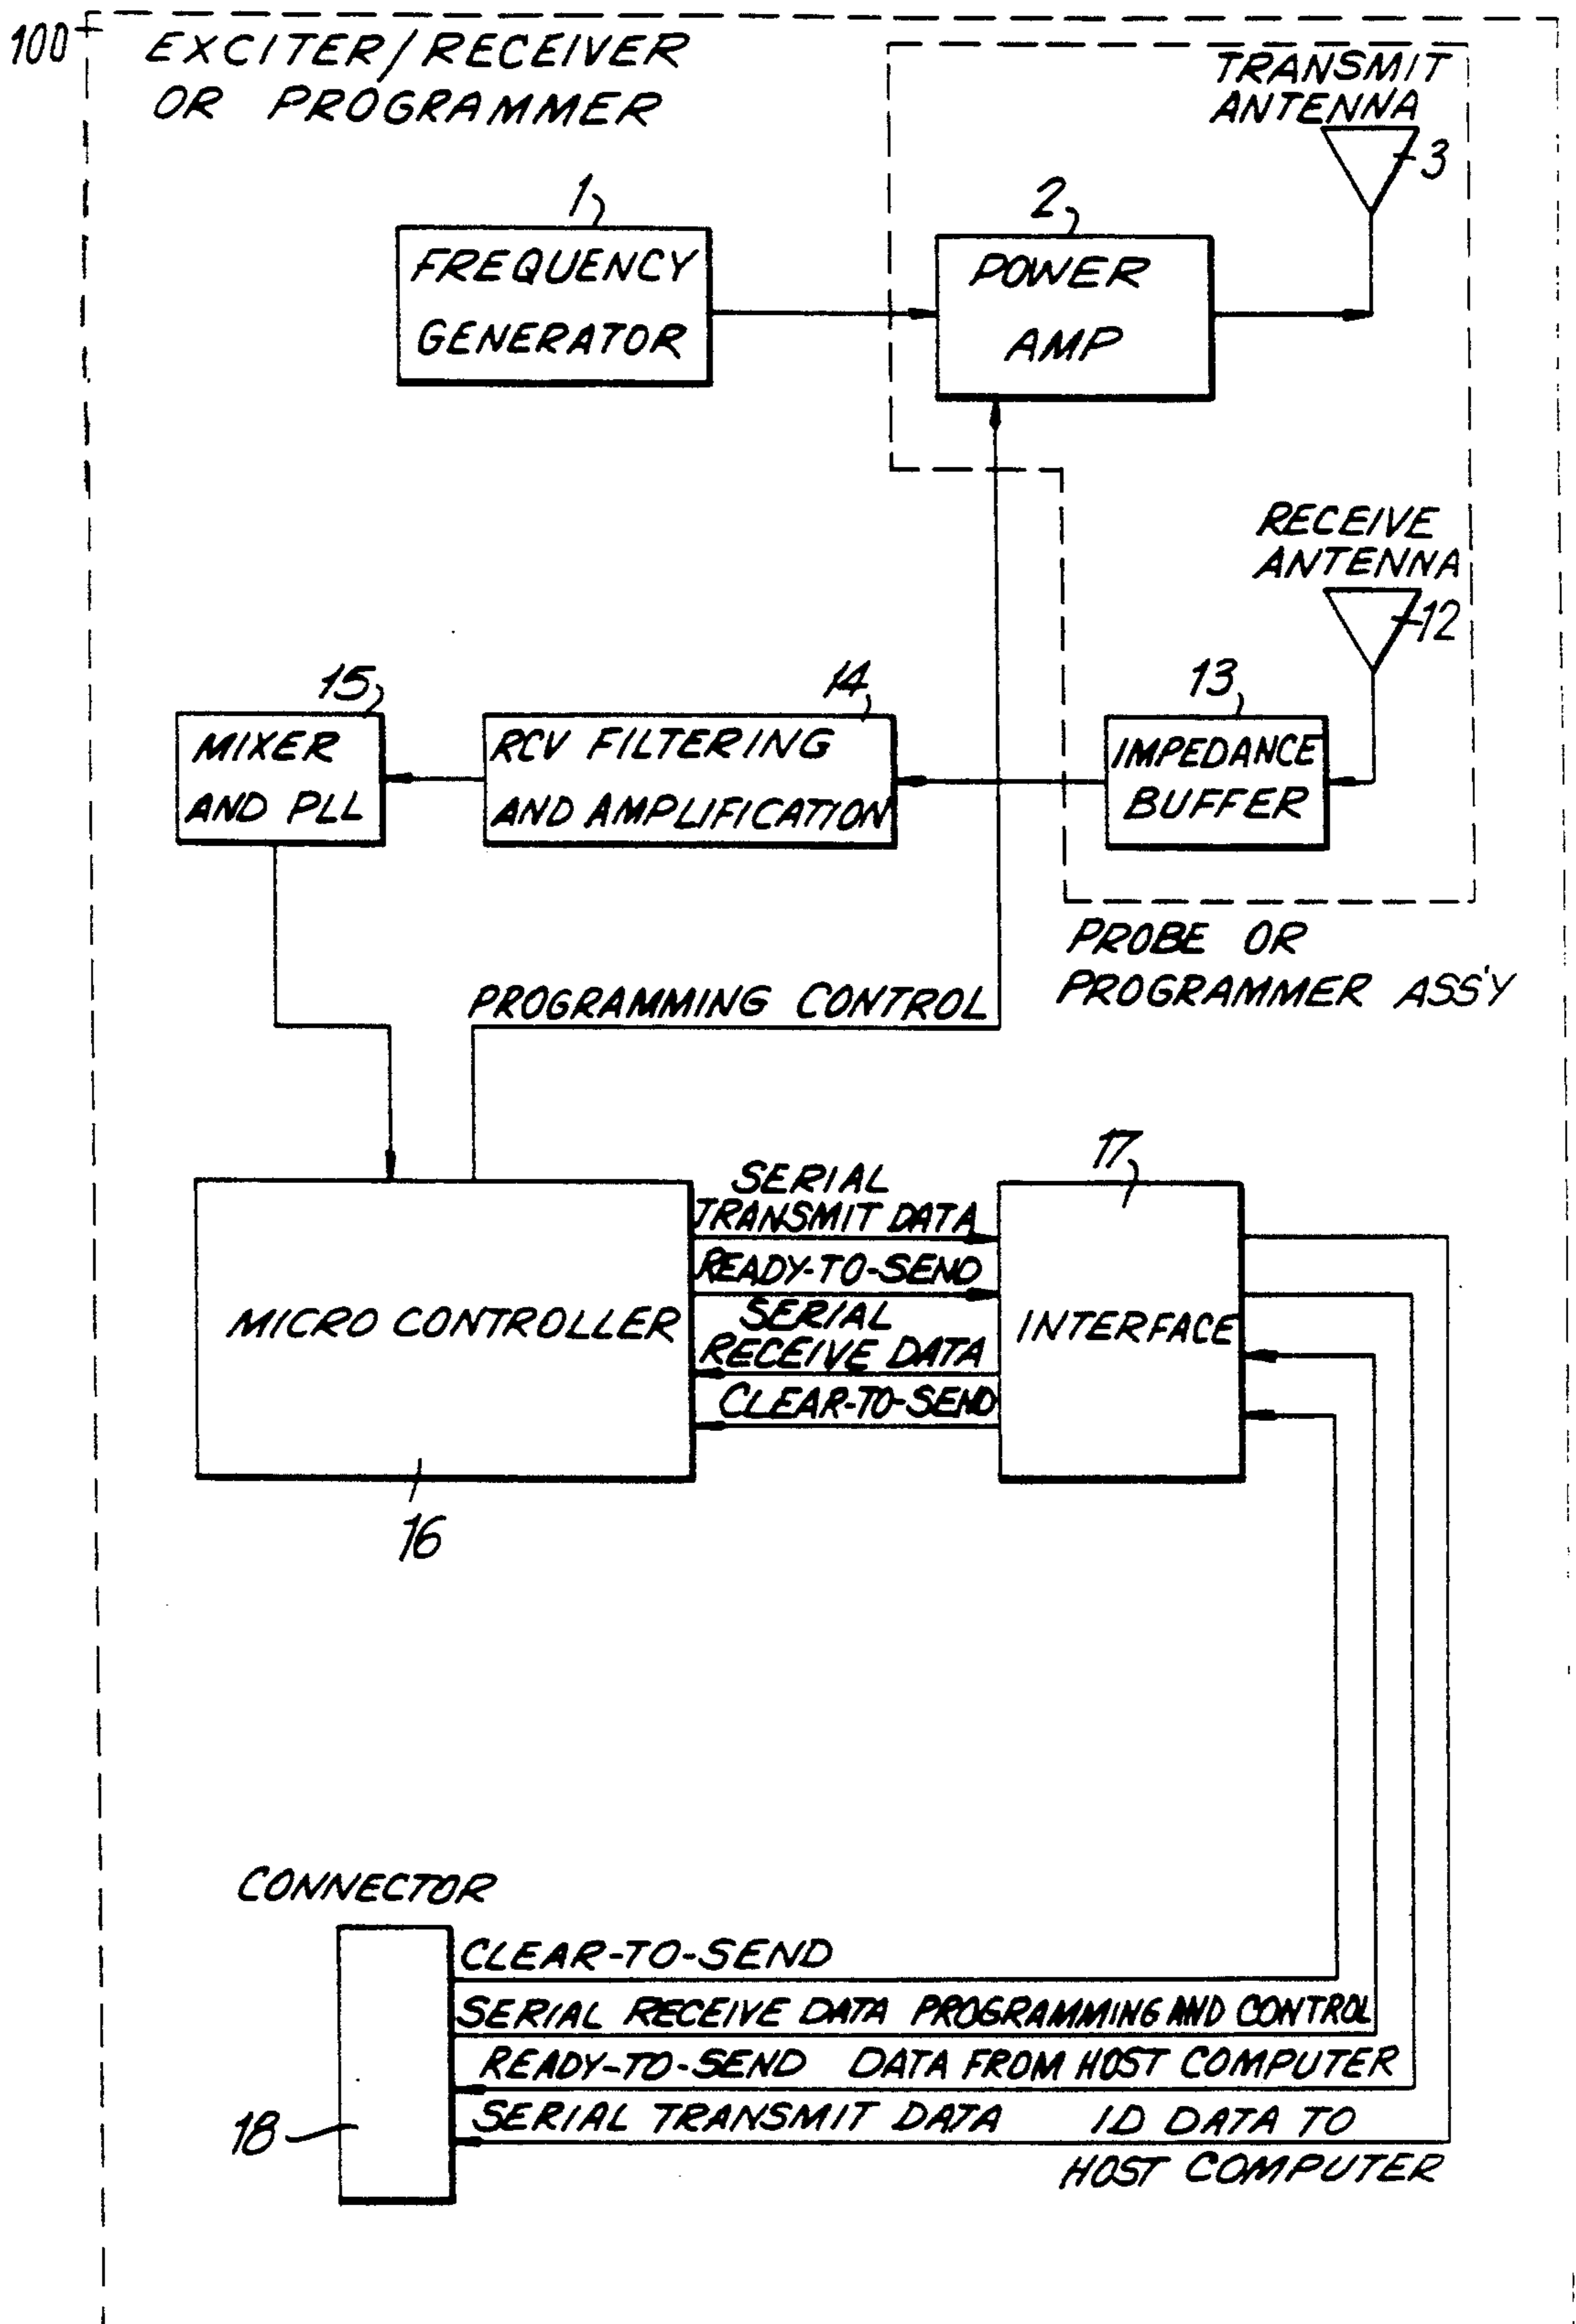 100
EXCITER/RECEIVER
OR PROGRAMMER
TRANSMIT
ANTENNA
3
1
FREQUENCY
GENERATOR
2
POWER
AMP
RECEIVE
ANTENNA
12
15
MIXER
AND PLL
14
RCV FILTERING
AND AMPLIFICATION
13
IMPEDANCE
BUFFER
PROBE OR
PROGRAMMER ASS'Y
PROGRAMMING CONTROL
MICRO CONTROLLER
16
SERIAL
TRANSMIT DATA
READY-TO-SEND
SERIAL
RECEIVE DATA
CLEAR-TO-SEND
17
INTERFACE
CONNECTOR
18
CLEAR-TO-SEND
SERIAL RECEIVE DATA PROGRAMMING AND CONTROL
READY-TO-SEND DATA FROM HOST COMPUTER
SERIAL TRANSMIT DATA ID DATA TO
HOST COMPUTER